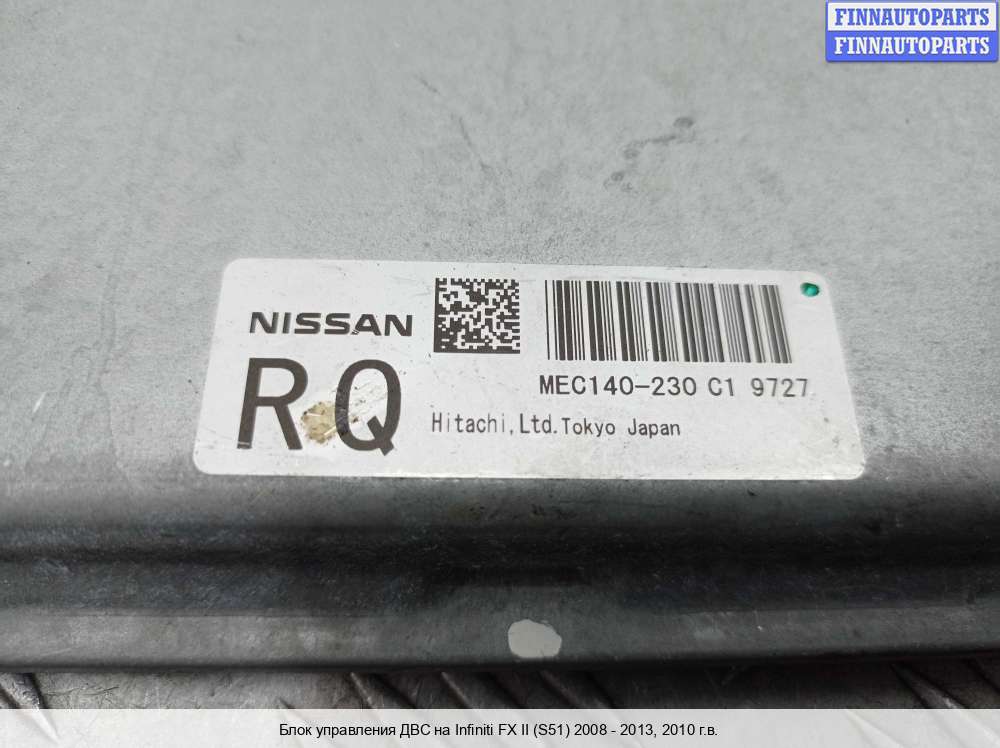 FINNAUTOPARTS
FINNAUTOPARTS
NISSAN
MEC140-230 C1 9727
RQ
Hitachi,Ltd.Tokyo Japan
Блок управления ДВС на Infiniti FX II (S51) 2008 - 2013, 2010 г.в.